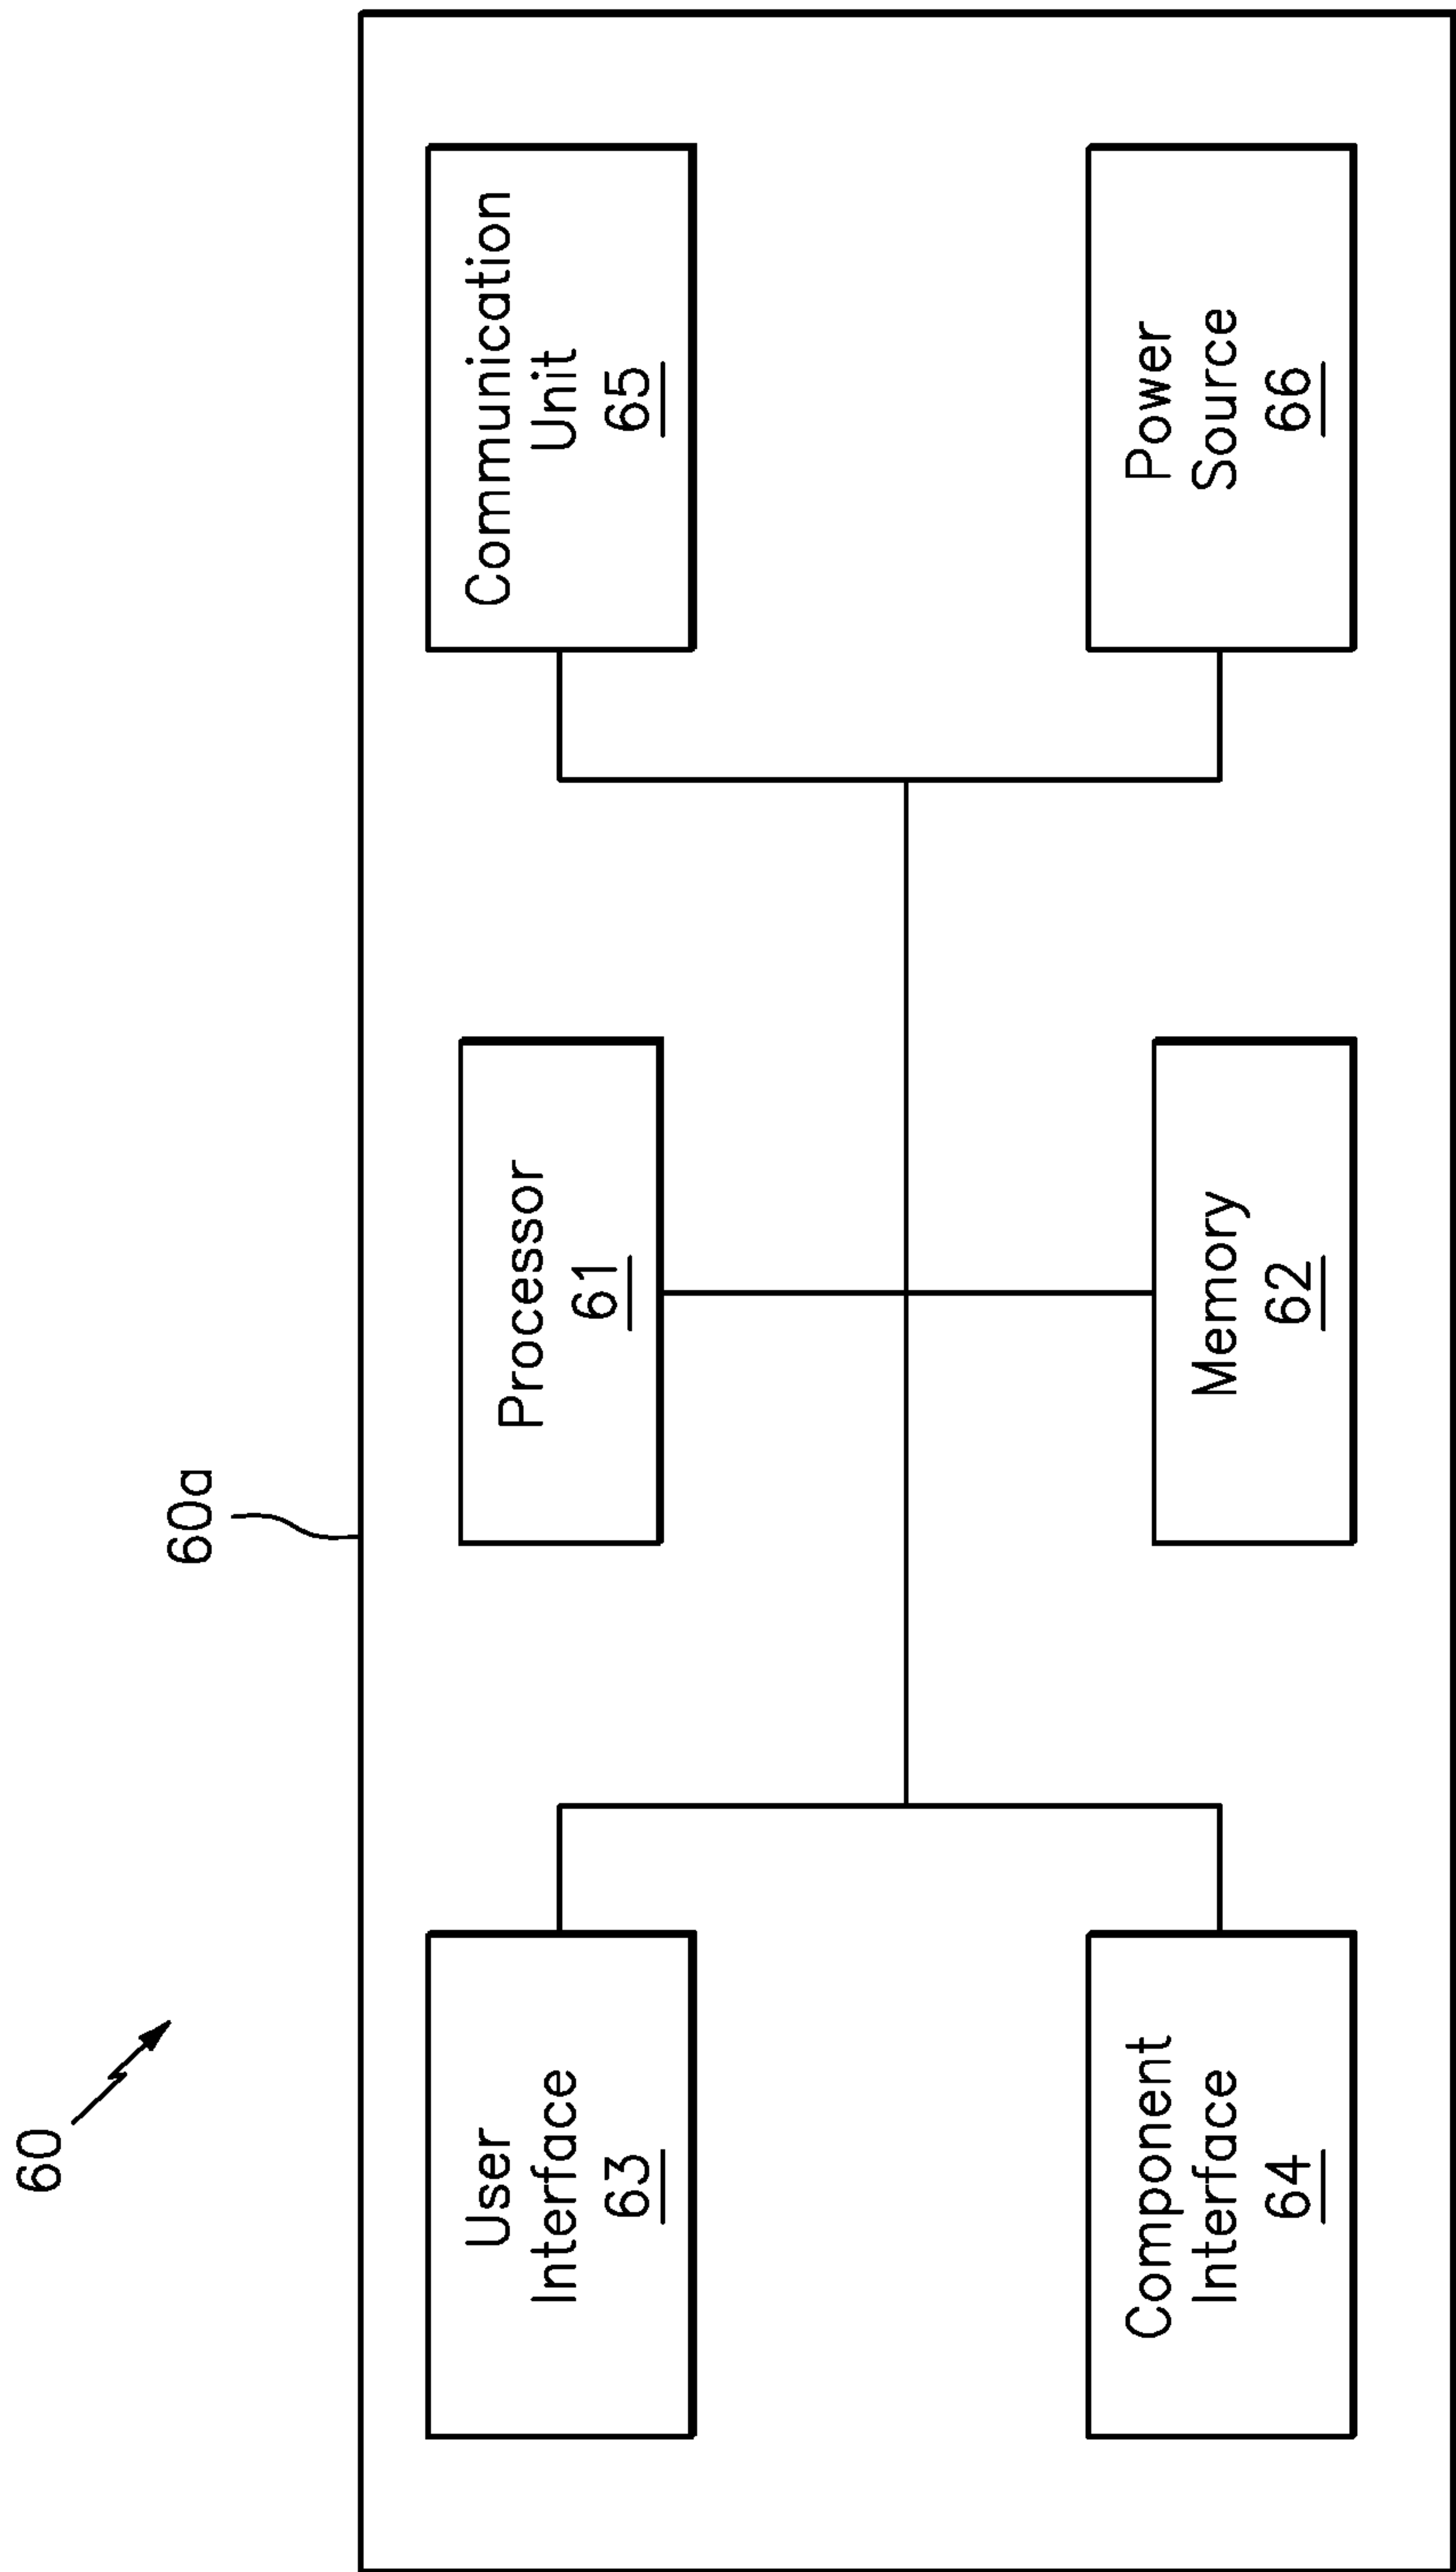 60
60a
User
Interface
63
Processor
61
Communication
Unit
65
Component
Interface
64
Memory
62
Power
Source
66